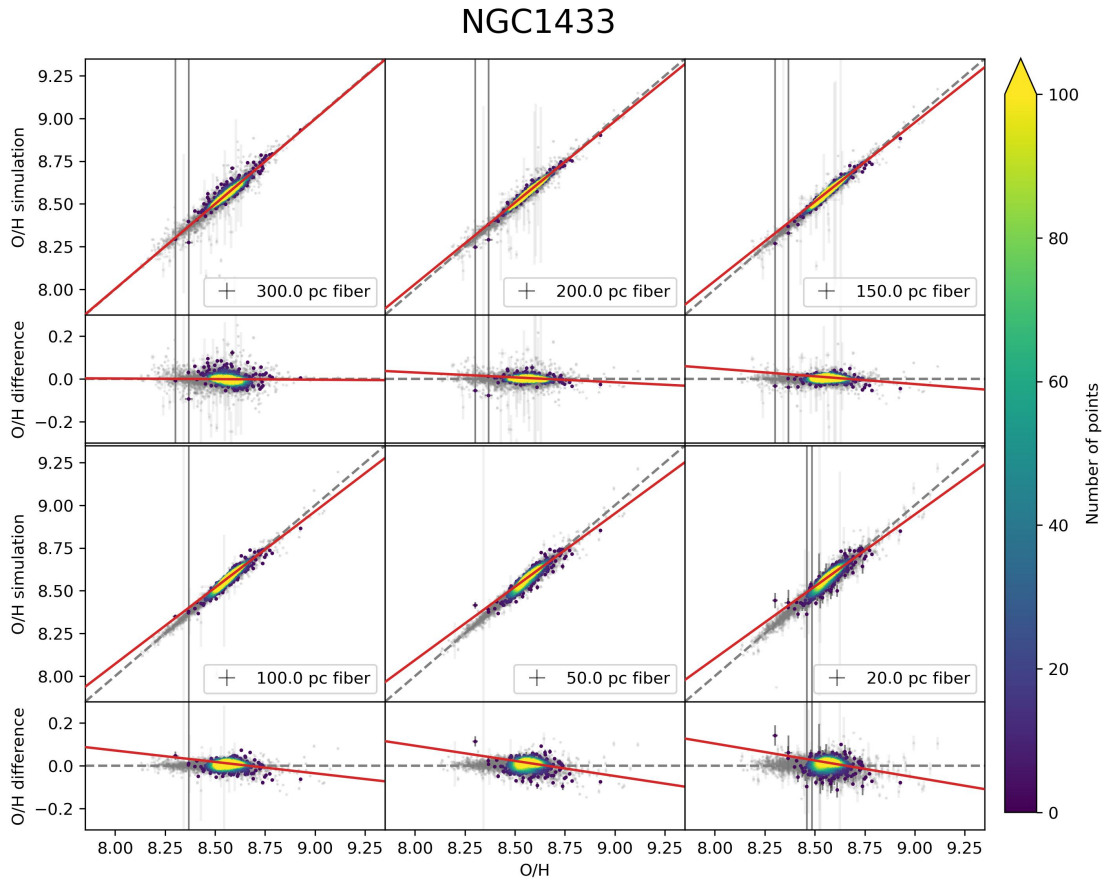 NGC1433
O/H simulation
9.25
9.00
8.75
8.50
8.25
8.00
300.0 pc fiber
200.0 pc fiber
150.0 pc fiber
O/H difference
0.2
0.0
−0.2
O/H simulation
9.25
9.00
8.75
8.50
8.25
8.00
100.0 pc fiber
50.0 pc fiber
20.0 pc fiber
O/H difference
0.2
0.0
−0.2
8.00 8.25 8.50 8.75 9.00 9.25
8.00 8.25 8.50 8.75 9.00 9.25
8.00 8.25 8.50 8.75 9.00 9.25
O/H
100
80
60
40
20
0
Number of points